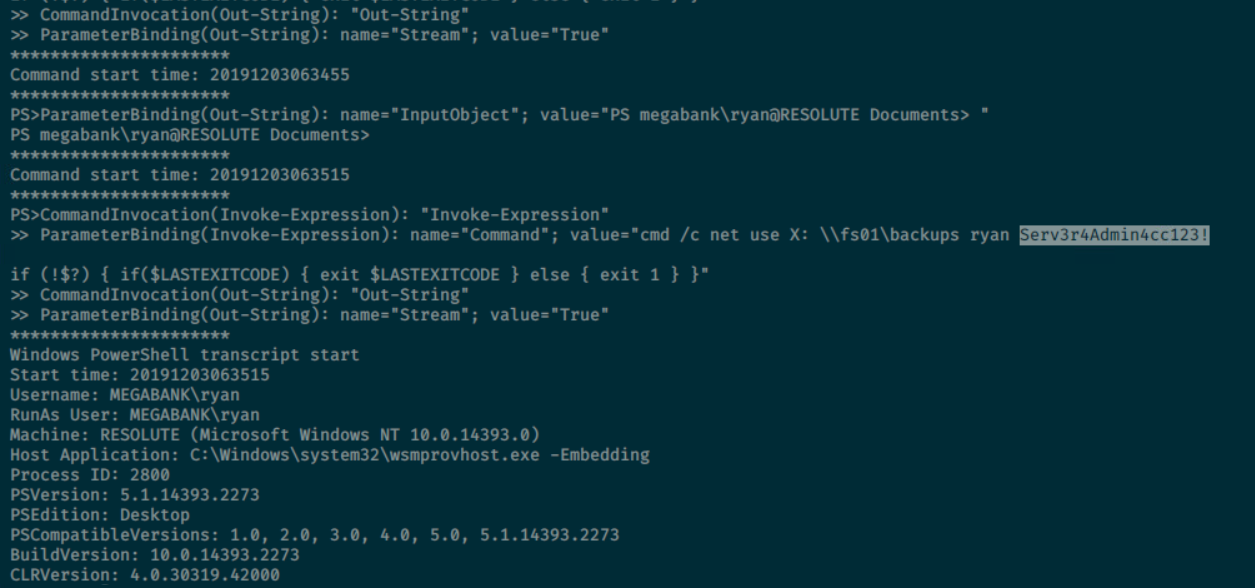 >> CommandInvocation(Out-String): "Out-String"
>> ParameterBinding(Out-String): name="Stream"; value="True"
**********************
Command start time: 20191203063455
**********************
PS>ParameterBinding(Out-String): name="InputObject"; value="PS megabank\ryan@RESOLUTE Documents> "
PS megabank\ryan@RESOLUTE Documents>
**********************
Command start time: 20191203063515
**********************
PS>CommandInvocation(Invoke-Expression): "Invoke-Expression"
>> ParameterBinding(Invoke-Expression): name="Command"; value="cmd /c net use X: \\fs01\backups ryan Serv3r4Admin4cc123!
if (!$?) { if($LASTEXITCODE) { exit $LASTEXITCODE } else { exit 1 } }"
>> CommandInvocation(Out-String): "Out-String"
>> ParameterBinding(Out-String): name="Stream"; value="True"
**********************
Windows PowerShell transcript start
Start time: 20191203063515
Username: MEGABANK\ryan
RunAs User: MEGABANK\ryan
Machine: RESOLUTE (Microsoft Windows NT 10.0.14393.0)
Host Application: C:\Windows\system32\wsmprovhost.exe -Embedding
Process ID: 2800
PSVersion: 5.1.14393.2273
PSEdition: Desktop
PSCompatibleVersions: 1.0, 2.0, 3.0, 4.0, 5.0, 5.1.14393.2273
BuildVersion: 10.0.14393.2273
CLRVersion: 4.0.30319.42000